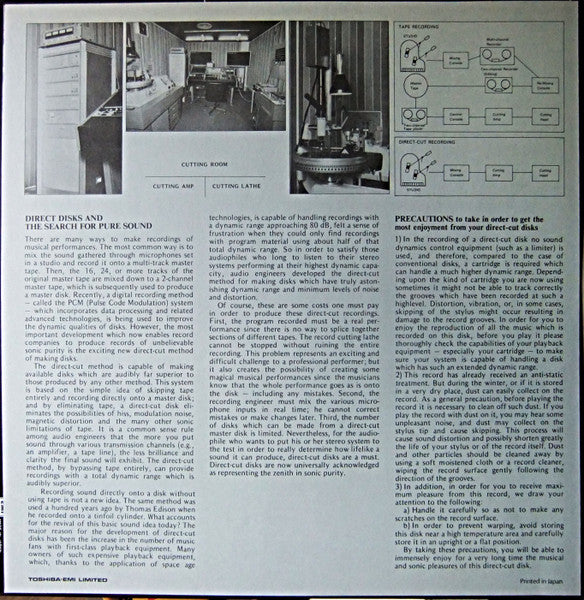 TAPE RECORDING
STUDIO
Multi-channel
Recorder
Mixing
Console
Two-channel Recorder
Master
Tape
Re-Mixing
Console
Two-channel
Tape player
Control
Console
Cutting
Amp
Cutting
Head
DIRECT-CUT RECORDING
Mixing
Console
Cutting
Amp
Cutting
Head
STUDIO
CUTTING ROOM
CUTTING AMP
CUTTING LATHE
DIRECT DISKS AND
THE SEARCH FOR PURE SOUND
There are many ways to make recordings of
musical performances. The most common way is to
mix the sound gathered through microphones set
in a studio and record it onto a multi-track master
tape. Then, the 16, 24, or more tracks of the
original master tape are mixed down to a 2-channel
master tape, which is subsequently used to produce
a master disk. Recently, a digital recording method
– called the PCM (Pulse Code Modulation) system
– which incorporates data processing and related
advanced technologies, is being used to improve
the dynamic qualities of disks. However, the most
important development which now enables record
companies to produce records of unbelievable
sonic purity is the exciting new direct-cut method
of making disks.
The direct-cut method is capable of making
available disks which are audibly far superior to
those produced by any other method. This system
is based on the simple idea of skipping tape
entirely and recording directly onto a master disk;
and by eliminating tape, a direct-cut disk eli-
minates the possibilities of hiss, modulation noise,
magnetic distortion and the many other sonic
limitations of tape. It is a common sense rule
among audio engineers that the more you put
sound through various transmission channels (e.g.,
an amplifier, a tape line), the less brilliance and
clarity the final sound will exhibit. The direct-cut
method, by bypassing tape entirely, can provide
recordings with a total dynamic range which is
audibly superior.
Recording sound directly onto a disk without
using tape is not a new idea. The same method was
used a hundred years ago by Thomas Edison when
he recorded onto a tinfoil cylinder. What accounts
for the revival of this basic sound idea today? The
major reason for the development of direct-cut
disks has been the increase in the number of music
fans with first-class playback equipment. Many
owners of such expensive playback equipment,
which, thanks to the application of space age
technologies, is capable of handling recordings with
a dynamic range approaching 80 dB, felt a sense of
frustration when they could only find recordings
with program material using about half of that
total dynamic range. So in order to satisfy those
audiophiles who long to listen to their stereo
systems performing at their highest dynamic capa-
city, audio engineers developed the direct-cut
method for making disks which have truly aston-
ishing dynamic range and minimum levels of noise
and distortion.
Of course, these are some costs one must pay
in order to produce these direct-cut recordings.
First, the program recorded must be a real per-
formance since there is no way to splice together
sections of different tapes. The record cutting lathe
cannot be stopped without ruining the entire
recording. This problem represents an exciting and
difficult challenge to a professional performer; but
it also creates the possibility of creating some
magical musical performances since the musicians
know that the whole performance goes as is onto
the disk — including any mistakes. Second, the
recording engineer must mix the various micro-
phone inputs in real time; he cannot correct
mistakes or make changes later. Third, the number
of disks which can be made from a direct-cut
master disk is limited. Nevertheless, for the audio-
phile who wants to put his or her stereo system to
the test in order to really determine how lifelike a
sound it can produce, direct-cut disks are a must.
Direct-cut disks are now universally acknowledged
as representing the zenith in sonic purity.
PRECAUTIONS to take in order to get the
most enjoyment from your direct-cut disks
1) In the recording of a direct-cut disk no sound
dynamics control equipment (such as a limiter) is
used, and therefore, compared to the case of
conventional disks, a cartridge is required which
can handle a much higher dynamic range. Depend-
ing upon the kind of cartridge you are now using
sometimes it might not be able to track correctly
the grooves which have been recorded at such a
highlevel. Distortion, vibration, or, in some cases,
skipping of the stylus might occur resulting in
damage to the record grooves. In order for you to
enjoy the reproduction of all the music which is
recorded on this disk, before you play it please
thoroughly check the capabilities of your playback
equipment – especially your cartridge – to make
sure your system is capable of handling a disk
which has such an extended dynamic range.
2) This record has already received an anti-static
treatment. But during the winter, or if it is stored
in a very dry place, dust can easily collect on the
record. As a general precaution, before playing the
record it is necessary to clean off such dust. If you
play the record with dust on it, you may hear some
unpleasant noise, and dust may collect on the
stylus tip and cause skipping. This process will
cause sound distortion and possibly shorten greatly
the life of your stylus or of the record itself. Dust
and other particles should be cleaned away by
using a soft moistened cloth or a record cleaner,
wiping the record surface gently following the
direction of the grooves.
3) In addition, in order for you to receive maxi-
mum pleasure from this record, we draw your
attention to the following:
a) Handle it carefully so as not to make any
scratches on the record surface.
b) In order to prevent warping, avoid storing
this disk near a high temperature area and carefully
store it in an upright or a flat position.
By taking these precautions, you will be able to
immensely enjoy for a very long time the musical
and sonic pleasures of this direct-cut disk.
TOSHIBA-EMI LIMITED
Printed in Japan